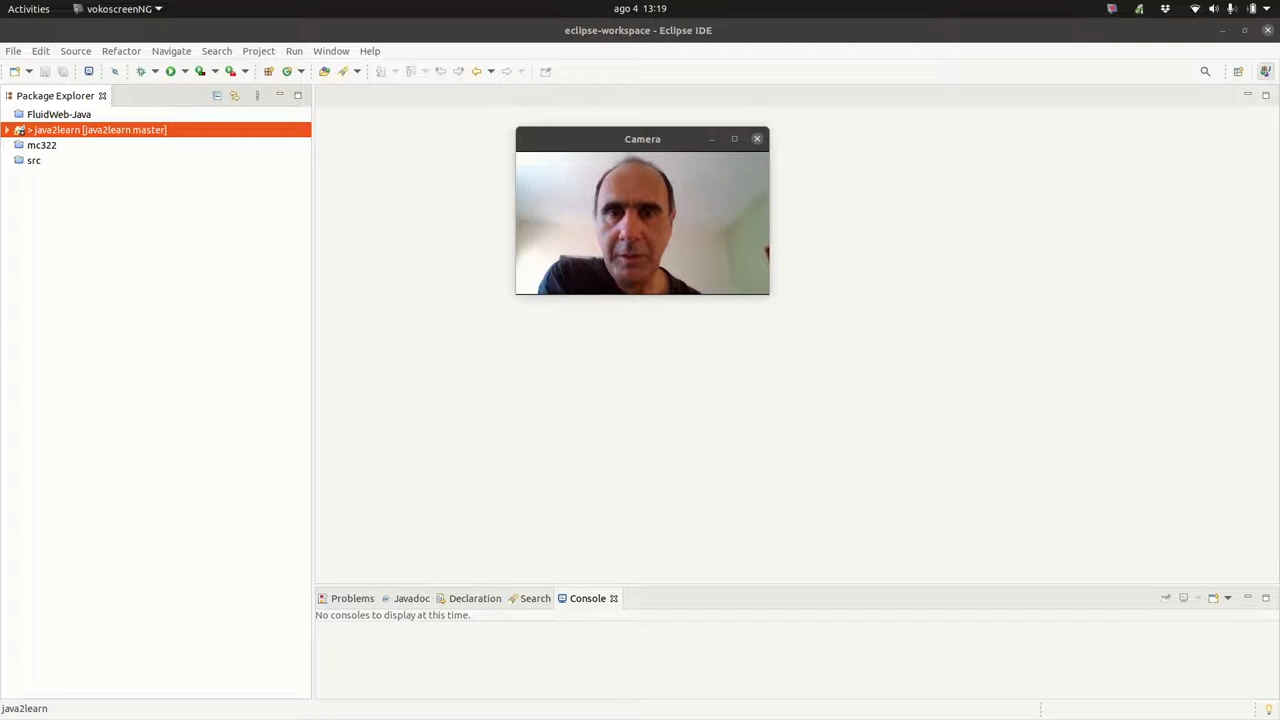 Activities vokoscreenNG ago 4 13:19
eclipse-workspace - Eclipse IDE
File Edit Source Refactor Navigate Search Project Run Window Help
Package Explorer
FluidWeb-Java
> java2learn [java2learn master]
mc322
src
Camera
Problems Javadoc Declaration Search Console
No consoles to display at this time.
java2learn